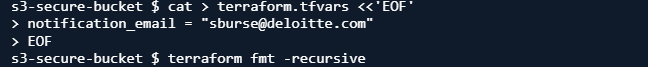 s3-secure-bucket $ cat > terraform.tfvars <<'EOF'
> notification_email = "sburse@deloitte.com"
> EOF
s3-secure-bucket $ terraform fmt -recursive